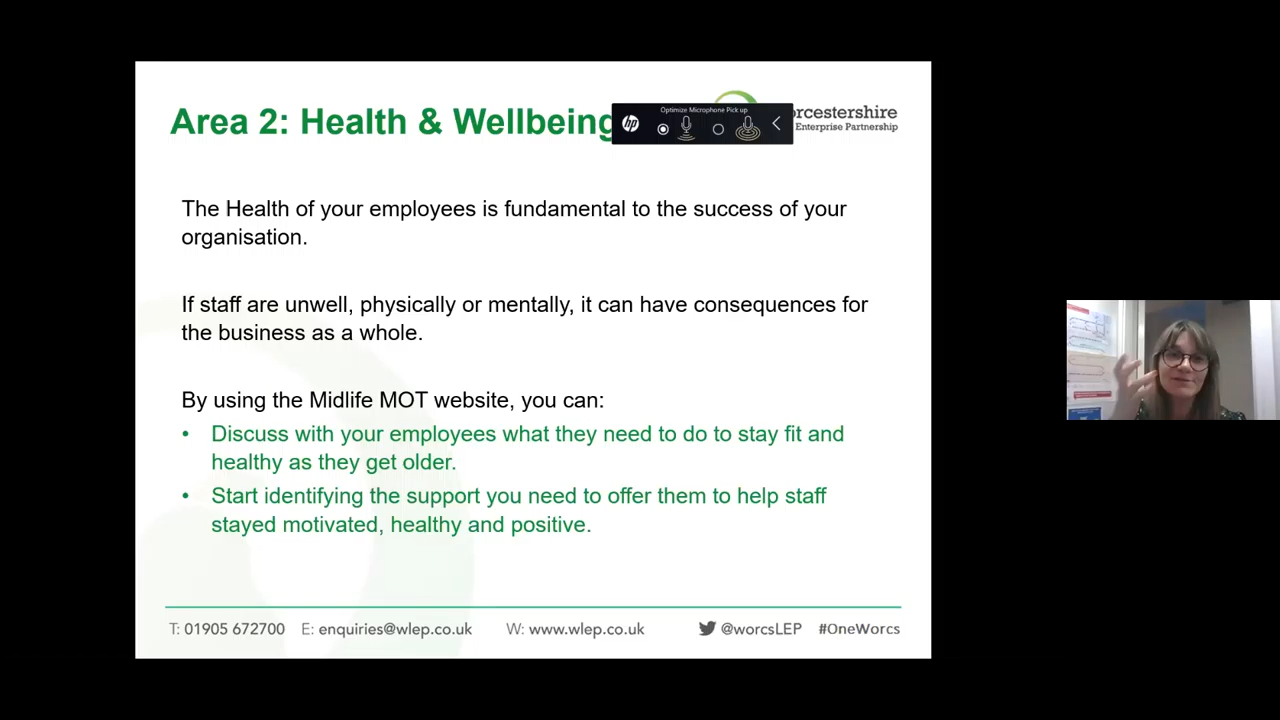 Area 2: Health & Wellbeing
Optimize Microphone Pick up
hp
rcestershire
Enterprise Partnership
The Health of your employees is fundamental to the success of your
organisation.
If staff are unwell, physically or mentally, it can have consequences for
the business as a whole.
By using the Midlife MOT website, you can:
• Discuss with your employees what they need to do to stay fit and
healthy as they get older.
• Start identifying the support you need to offer them to help staff
stayed motivated, healthy and positive.
T: 01905 672700 E: enquiries@wlep.co.uk W: www.wlep.co.uk @worcsLEP #OneWorcs